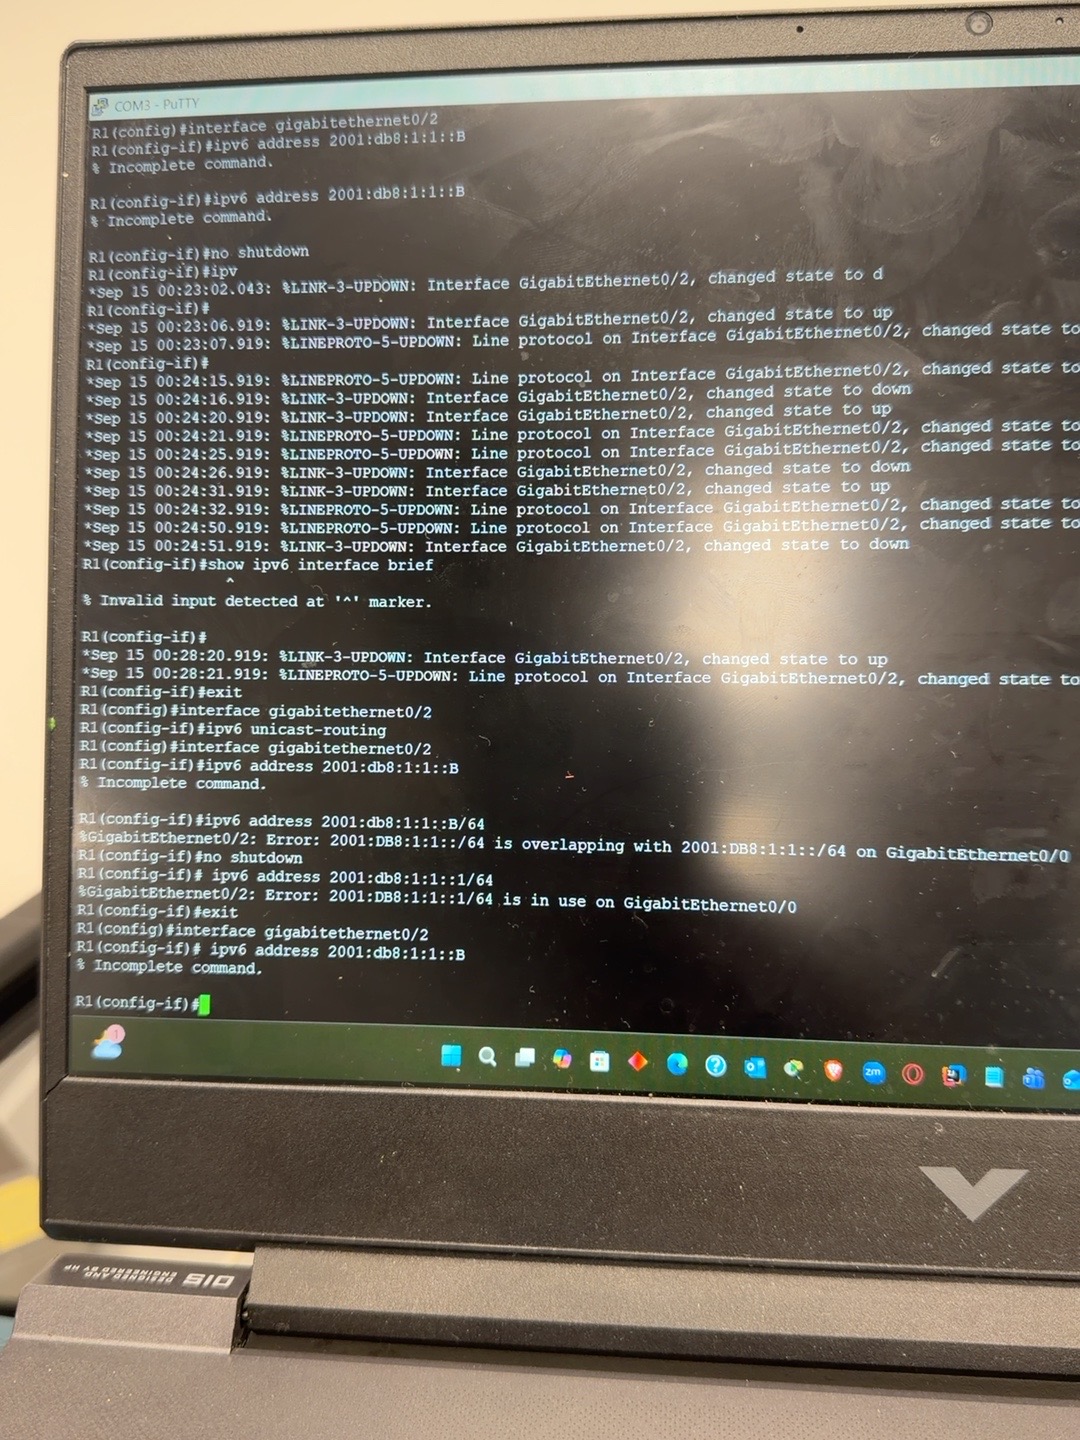 COM3 - PuTTY
R1(config)#interface gigabitethernet0/2
R1(config-if)#ipv6 address 2001:db8:1:1::B
% Incomplete command.
R1(config-if)#ipv6 address 2001:db8:1:1::B
% Incomplete command.
R1(config-if)#no shutdown
R1(config-if)#ipv
*Sep 15 00:23:02.043: %LINK-3-UPDOWN: Interface GigabitEthernet0/2, changed state to d
R1(config-if)#
*Sep 15 00:23:06.919: %LINK-3-UPDOWN: Interface GigabitEthernet0/2, changed state to up
*Sep 15 00:23:07.919: %LINEPROTO-5-UPDOWN: Line protocol on Interface GigabitEthernet0/2, changed state to
R1(config-if)#
*Sep 15 00:24:15.919: %LINEPROTO-5-UPDOWN: Line protocol on Interface GigabitEthernet0/2, changed state to
*Sep 15 00:24:16.919: %LINK-3-UPDOWN: Interface GigabitEthernet0/2, changed state to down
*Sep 15 00:24:20.919: %LINK-3-UPDOWN: Interface GigabitEthernet0/2, changed state to up
*Sep 15 00:24:21.919: %LINEPROTO-5-UPDOWN: Line protocol on Interface GigabitEthernet0/2, changed state to
*Sep 15 00:24:25.919: %LINEPROTO-5-UPDOWN: Line protocol on Interface GigabitEthernet0/2, changed state to
*Sep 15 00:24:26.919: %LINK-3-UPDOWN: Interface GigabitEthernet0/2, changed state to down
*Sep 15 00:24:31.919: %LINK-3-UPDOWN: Interface GigabitEthernet0/2, changed state to up
*Sep 15 00:24:32.919: %LINEPROTO-5-UPDOWN: Line protocol on Interface GigabitEthernet0/2, changed state to
*Sep 15 00:24:50.919: %LINEPROTO-5-UPDOWN: Line protocol on Interface GigabitEthernet0/2, changed state to
*Sep 15 00:24:51.919: %LINK-3-UPDOWN: Interface GigabitEthernet0/2, changed state to down
R1(config-if)#show ipv6 interface brief
^
% Invalid input detected at '^' marker.
R1(config-if)#
*Sep 15 00:28:20.919: %LINK-3-UPDOWN: Interface GigabitEthernet0/2, changed state to up
*Sep 15 00:28:21.919: %LINEPROTO-5-UPDOWN: Line protocol on Interface GigabitEthernet0/2, changed state to
R1(config-if)#exit
R1(config)#interface gigabitethernet0/2
R1(config-if)#ipv6 unicast-routing
R1(config)#interface gigabitethernet0/2
R1(config-if)#ipv6 address 2001:db8:1:1::B
% Incomplete command.
R1(config-if)#ipv6 address 2001:db8:1:1::B/64
%GigabitEthernet0/2: Error: 2001:DB8:1:1::/64 is overlapping with 2001:DB8:1:1::/64 on GigabitEthernet0/0
R1(config-if)#no shutdown
R1(config-if)# ipv6 address 2001:db8:1:1::1/64
%GigabitEthernet0/2: Error: 2001:DB8:1:1::1/64 is in use on GigabitEthernet0/0
R1(config-if)#exit
R1(config)#interface gigabitethernet0/2
R1(config-if)# ipv6 address 2001:db8:1:1::B
% Incomplete command.
R1(config-if)#
1
zm
DESIGNED AND
ENGINEERED BY HP